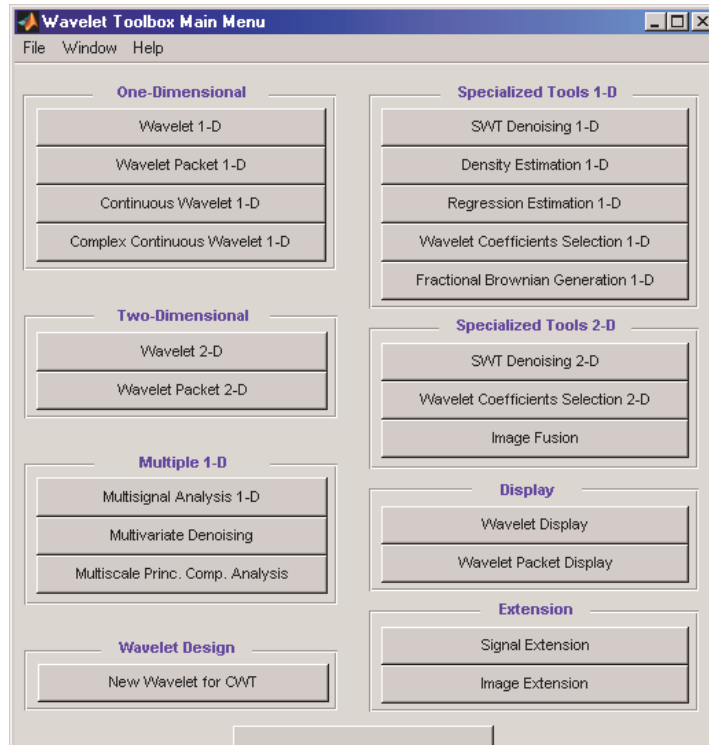 Wavelet Toolbox Main Menu
File Window Help
One-Dimensional
Wavelet 1-D
Wavelet Packet 1-D
Continuous Wavelet 1-D
Complex Continuous Wavelet 1-D
Two-Dimensional
Wavelet 2-D
Wavelet Packet 2-D
Multiple 1-D
Multisignal Analysis 1-D
Multivariate Denoising
Multiscale Princ. Comp. Analysis
Wavelet Design
New Wavelet for CWT
Specialized Tools 1-D
SWT Denoising 1-D
Density Estimation 1-D
Regression Estimation 1-D
Wavelet Coefficients Selection 1-D
Fractional Brownian Generation 1-D
Specialized Tools 2-D
SWT Denoising 2-D
Wavelet Coefficients Selection 2-D
Image Fusion
Display
Wavelet Display
Wavelet Packet Display
Extension
Signal Extension
Image Extension